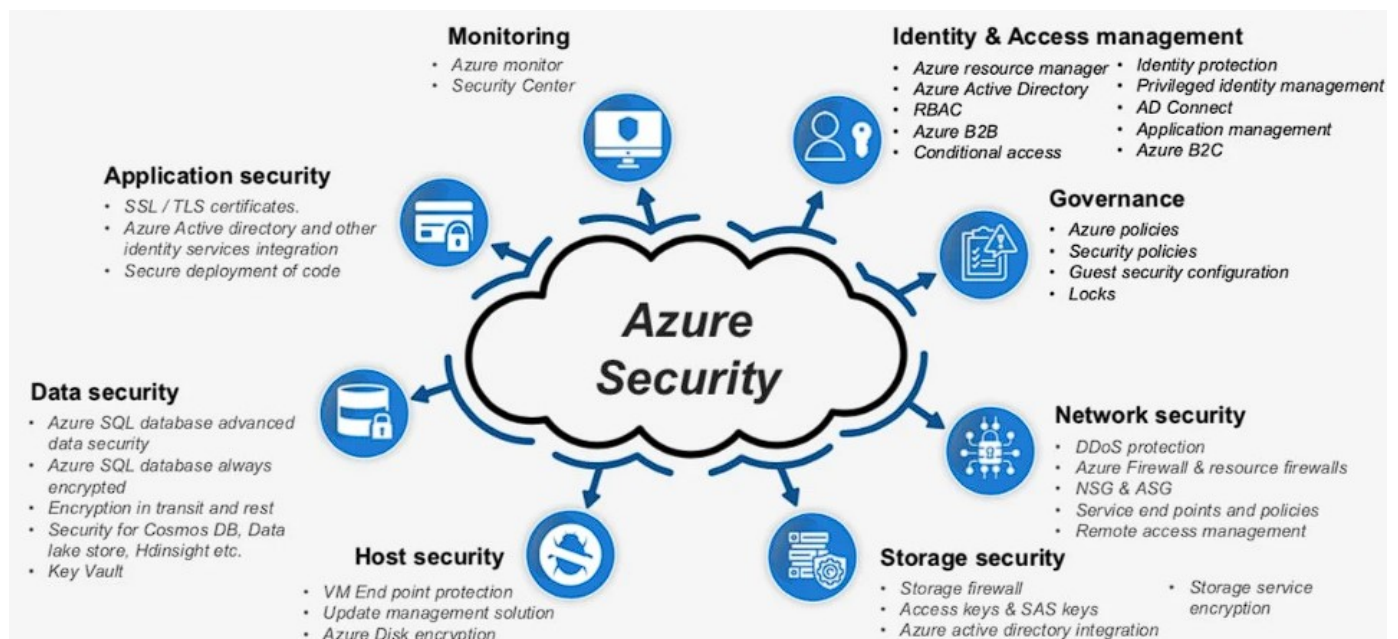 Monitoring
• Azure monitor
• Security Center
Identity & Access management
• Azure resource manager
• Azure Active Directory
• RBAC
• Azure B2B
• Conditional access
• Identity protection
• Privileged identity management
• AD Connect
• Application management
• Azure B2C
Application security
• SSL / TLS certificates.
• Azure Active directory and other
identity services integration
• Secure deployment of code
Governance
• Azure policies
• Security policies
• Guest security configuration
• Locks
Azure
Security
Data security
• Azure SQL database advanced
data security
• Azure SQL database always
encrypted
• Encryption in transit and rest
• Security for Cosmos DB, Data
lake store, Hdinsight etc.
• Key Vault
Network security
• DDoS protection
• Azure Firewall & resource firewalls
• NSG & ASG
• Service end points and policies
• Remote access management
Host security
• VM End point protection
• Update management solution
• Azure Disk encryption
Storage security
• Storage firewall
• Access keys & SAS keys
• Azure active directory integration
• Storage service
encryption